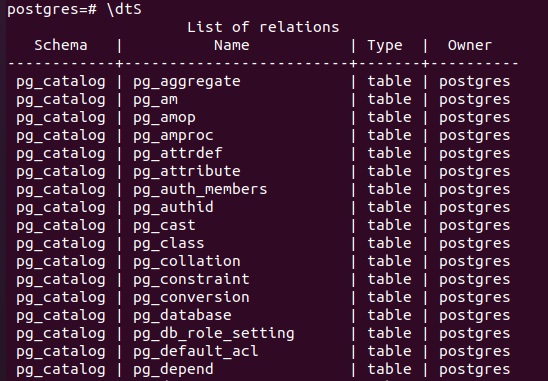 postgres=# \dtS
List of relations
Schema | Name | Type | Owner
------------+------------------------+-------+----------
pg_catalog | pg_aggregate | table | postgres
pg_catalog | pg_am | table | postgres
pg_catalog | pg_amop | table | postgres
pg_catalog | pg_amproc | table | postgres
pg_catalog | pg_attrdef | table | postgres
pg_catalog | pg_attribute | table | postgres
pg_catalog | pg_auth_members | table | postgres
pg_catalog | pg_authid | table | postgres
pg_catalog | pg_cast | table | postgres
pg_catalog | pg_class | table | postgres
pg_catalog | pg_collation | table | postgres
pg_catalog | pg_constraint | table | postgres
pg_catalog | pg_conversion | table | postgres
pg_catalog | pg_database | table | postgres
pg_catalog | pg_db_role_setting | table | postgres
pg_catalog | pg_default_acl | table | postgres
pg_catalog | pg_depend | table | postgres